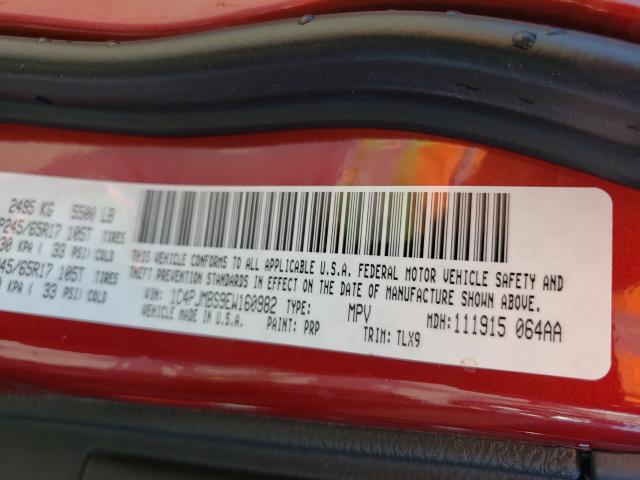 2495 KG 5500 LB
P245/65R17 105T TIRES
30 KPA ( 33 PSI) COLD
45/65R17 105T TIRES
KPA ( 33 PSI) COLD
THIS VEHICLE CONFORMS TO ALL APPLICABLE U.S.A. FEDERAL MOTOR VEHICLE SAFETY AND
THEFT PREVENTION STANDARDS IN EFFECT ON THE DATE OF MANUFACTURE SHOWN ABOVE.
VIN: 1C4PJMBS9EW160982 TYPE: MPV MDH: 111915 064AA
VEHICLE MADE IN U.S.A. PAINT: PRP TRIM: TLX9